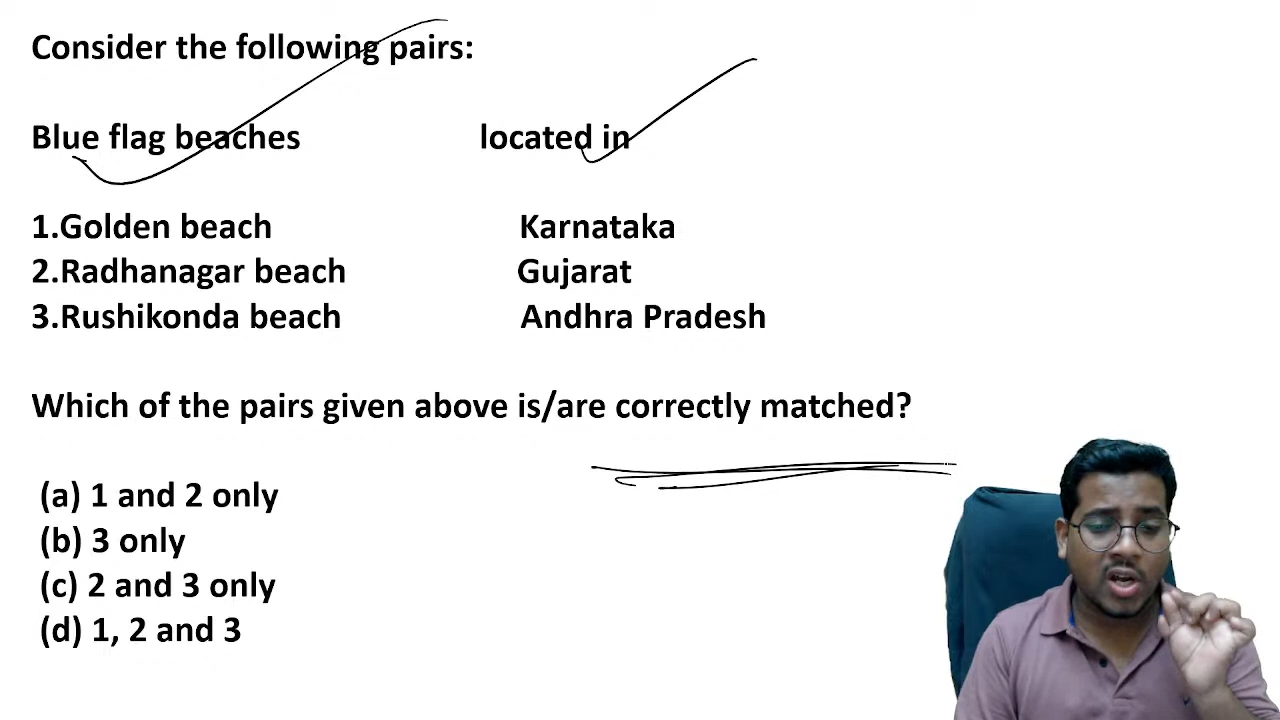 Consider the following pairs:
Blue flag beaches located in
1.Golden beach Karnataka
2.Radhanagar beach Gujarat
3.Rushikonda beach Andhra Pradesh
Which of the pairs given above is/are correctly matched?
(a) 1 and 2 only
(b) 3 only
(c) 2 and 3 only
(d) 1, 2 and 3